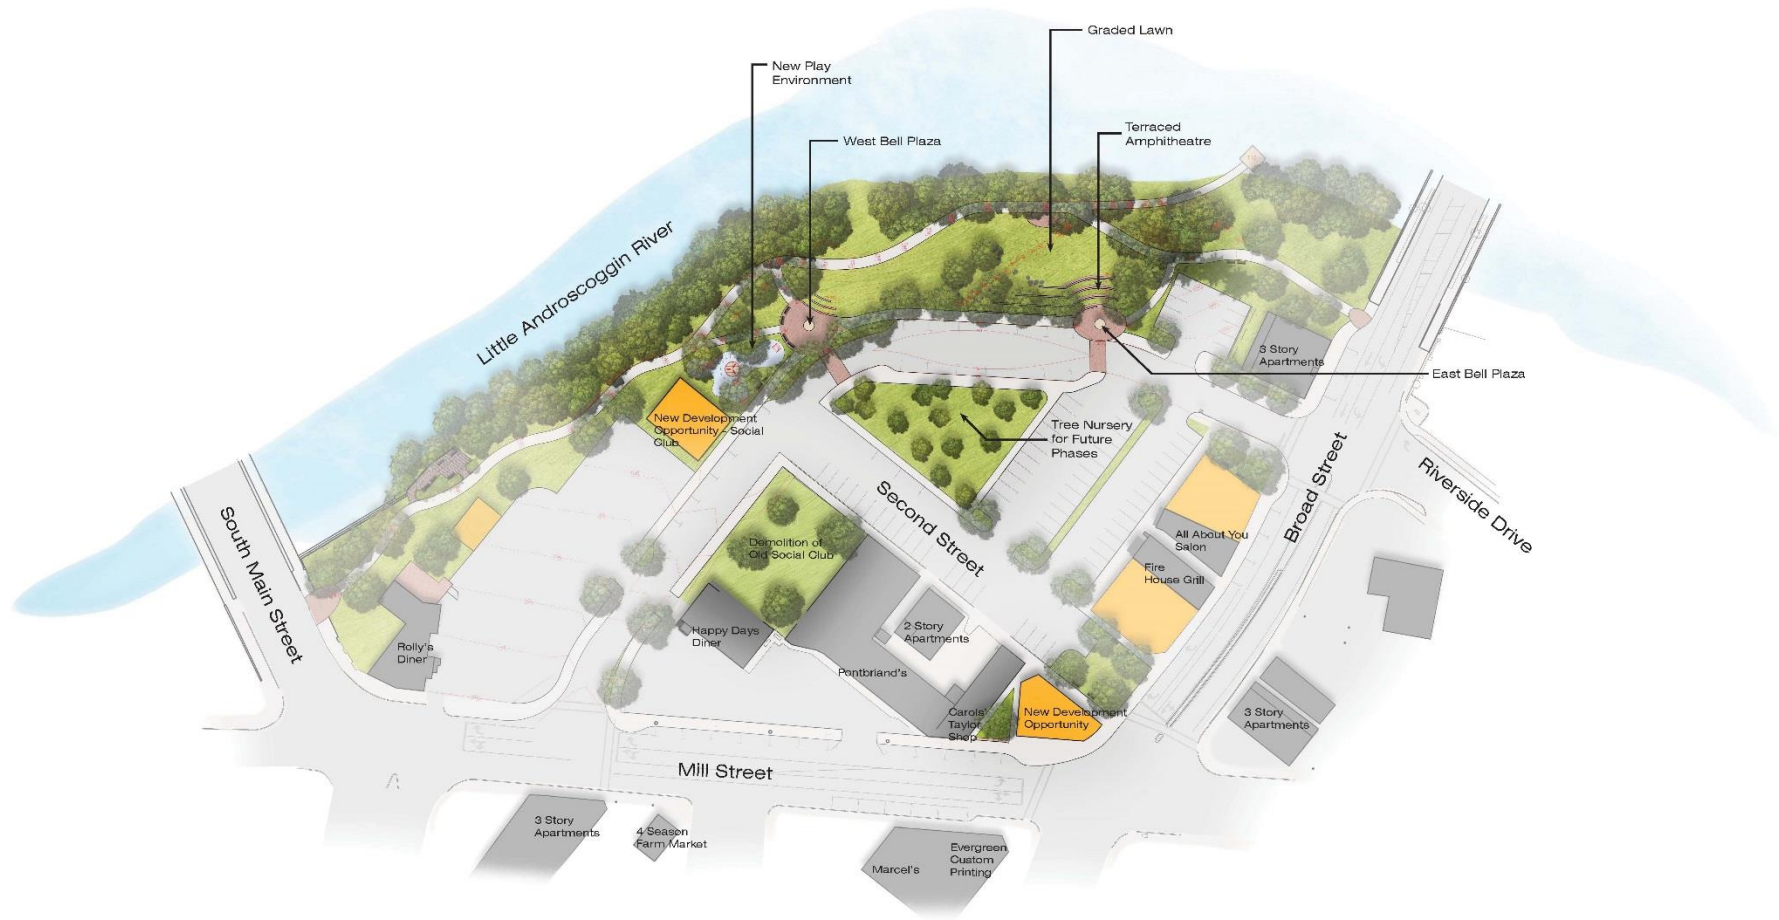 Graded Lawn
New Play
Environment
Terraced
Amphitheatre
West Bell Plaza
Little Androscoggin River
3 Story
Apartments
East Bell Plaza
New Development
Opportunity - Social
Club
Tree Nursery
for Future
Phases
Riverside Drive
Broad Street
Second Street
South Main Street
All About You
Salon
Demolition of
Old Social Club
Fire
House Grill
Happy Days
Diner
2 Story
Apartments
Rolly's
Diner
Pontbriand's
Carols'
Taylor
Shop
New Development
Opportunity
3 Story
Apartments
Mill Street
3 Story
Apartments
4 Season
Farm Market
Marcel's
Evergreen
Custom
Printing